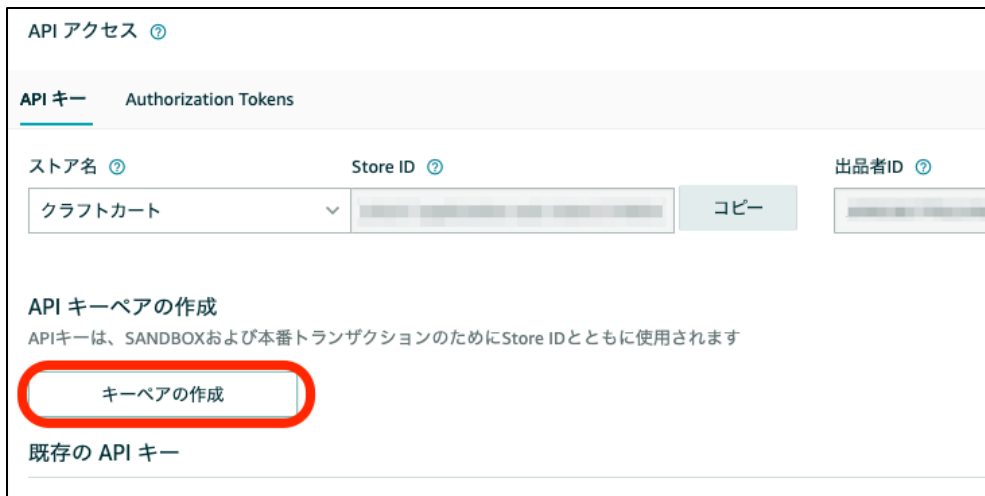 API アクセス
API キー Authorization Tokens
ストア名 Store ID 出品者ID
クラフトカート コピー
API キーペアの作成
APIキーは、SANDBOXおよび本番トランザクションのためにStore IDとともに使用されます
キーペアの作成
既存の API キー